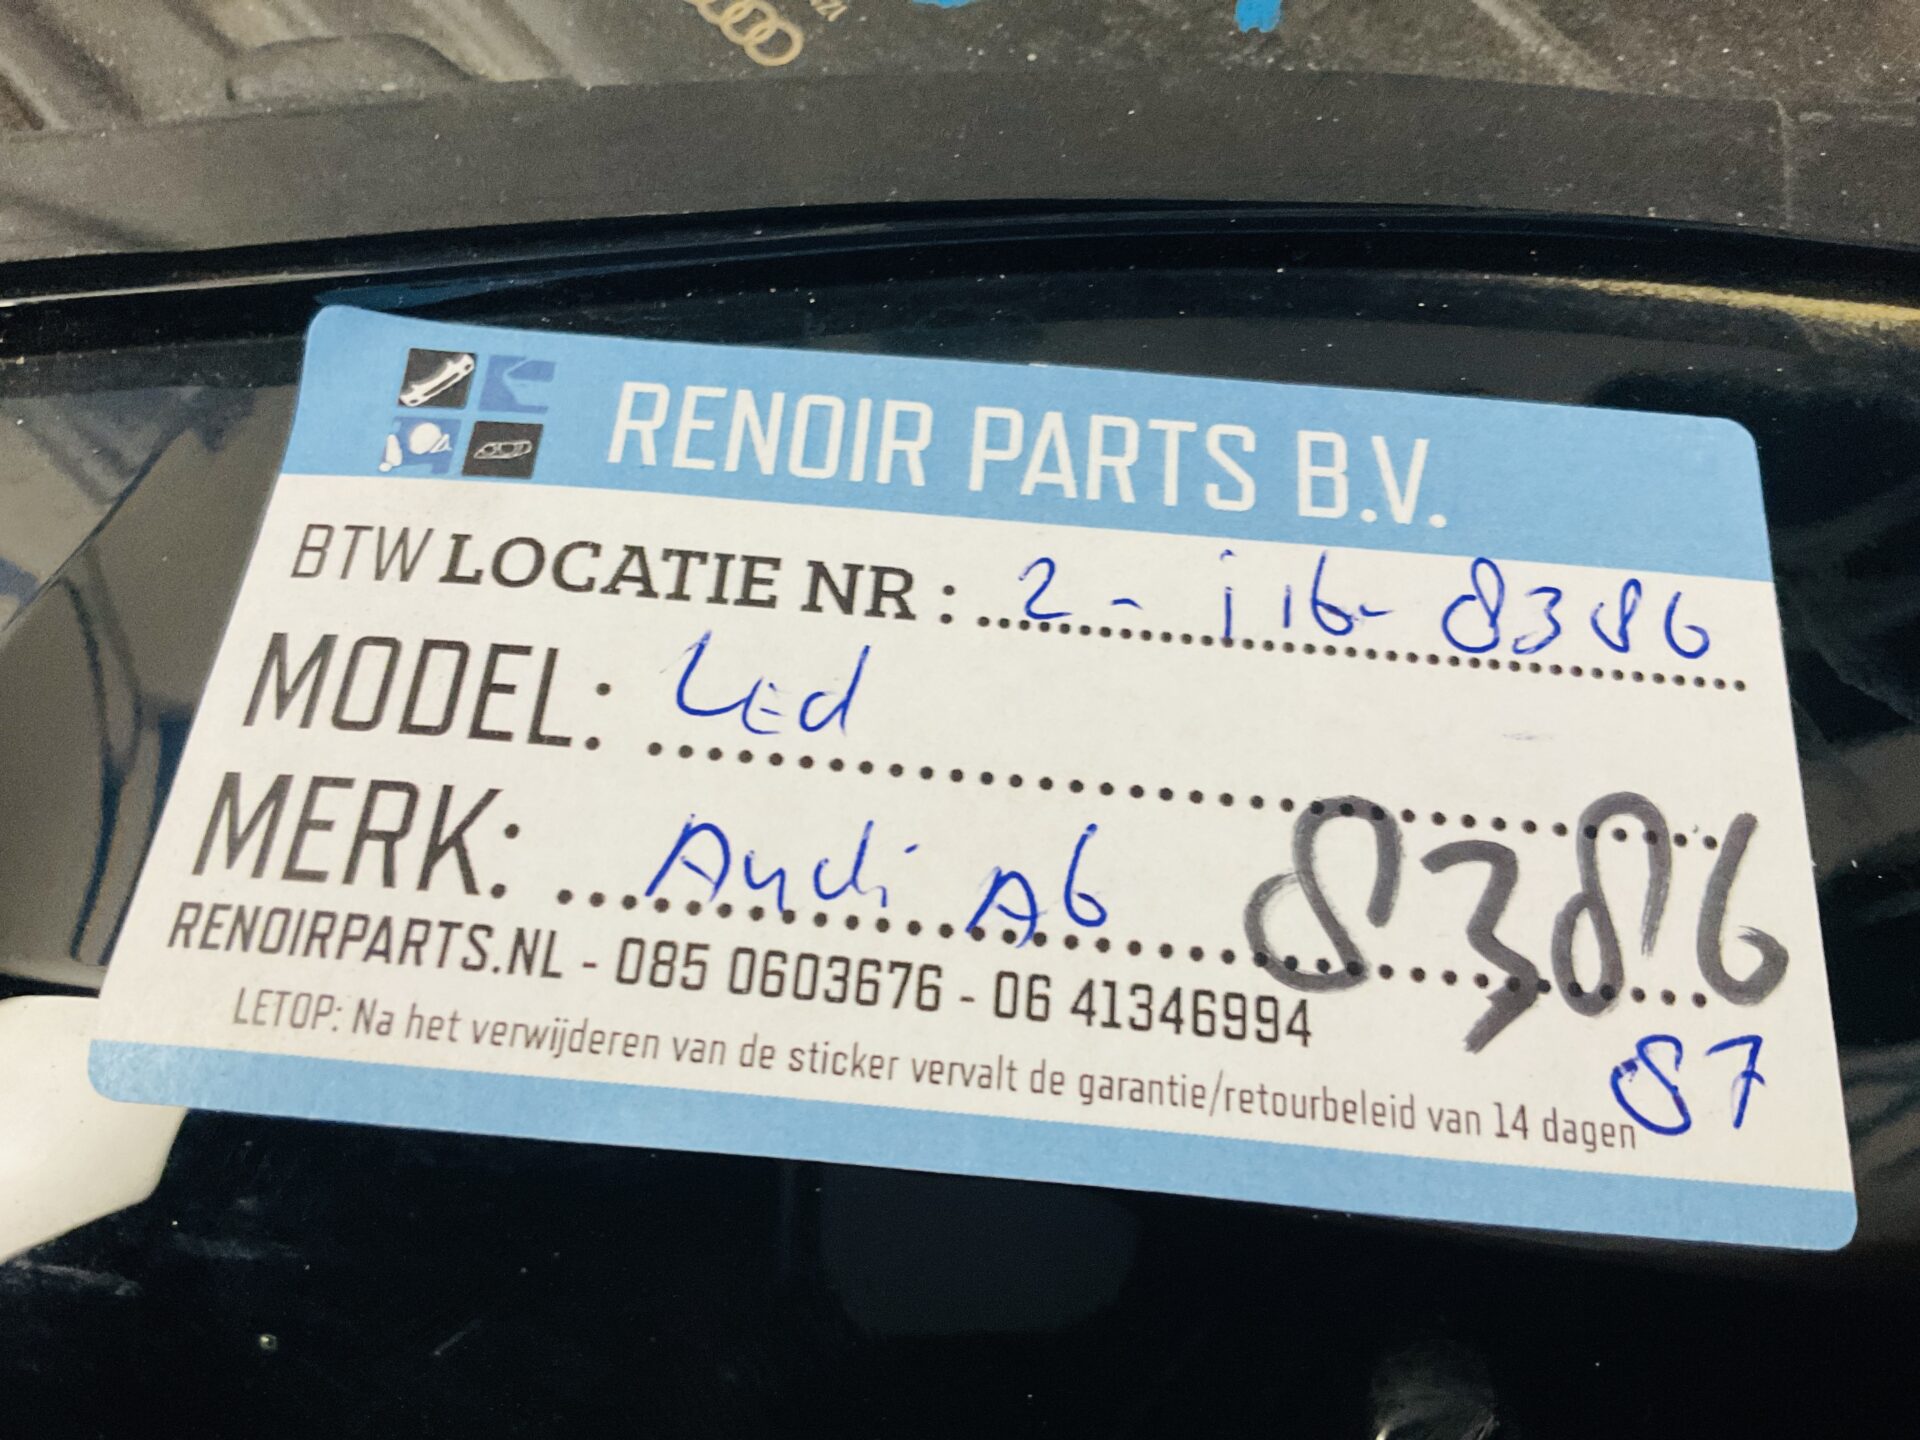 RENOIR PARTS B.V.
BTW LOCATIE NR : 2 - j 16 - 8386
MODEL: LEd
MERK: Audi A6
8386
RENOIRPARTS.NL - 085 0603676 - 06 41346994
87
LETOP: Na het verwijderen van de sticker vervalt de garantie/retourbeleid van 14 dagen